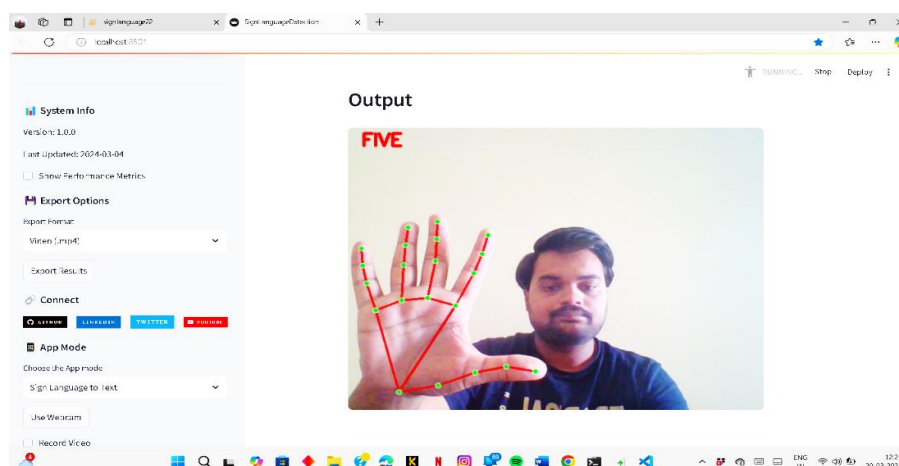 signlanguage22
SignLanguageDetection
localhost:8501
RUNNING...
Stop
Deploy
System Info
Version: 1.0.0
Last Updated: 2024-03-04
Show Performance Metrics
Export Options
Export Format
Video (.mp4)
Export Results
Connect
GITHUB
LINKEDIN
TWITTER
YOUTUBE
App Mode
Choose the App mode
Sign Language to Text
Use Webcam
Record Video
Output
FIVE
ENG
IN